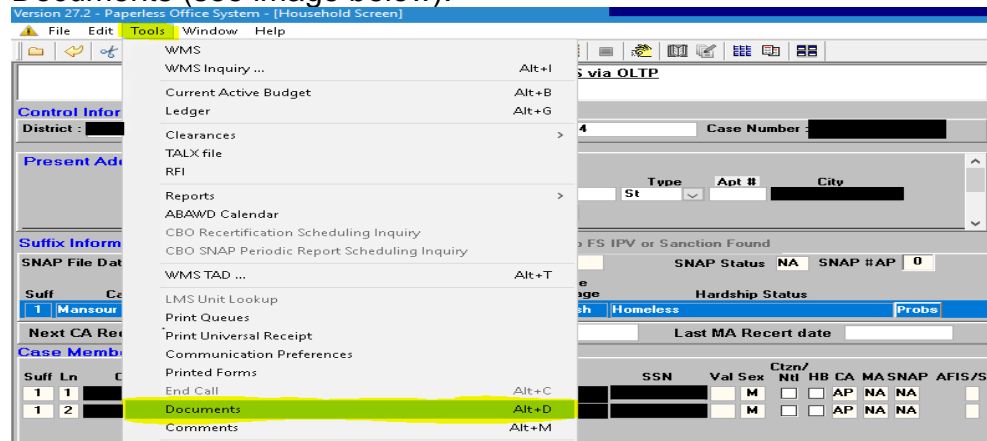 Documents (see image below).
Version 27.2 - Paperless Office System - [Household Screen]
File Edit Tools Window Help
WMS
WMS Inquiry ... Alt+I
S via OLTP
Current Active Budget Alt+B
Control Infor
Ledger Alt+G
District :
Clearances >
4 Case Number :
TALX file
Present Add
RFI
Type Apt # City
Reports >
St
ABAWD Calendar
CBO Recertification Scheduling Inquiry
Suffix Inform
FS IPV or Sanction Found
CBO SNAP Periodic Report Scheduling Inquiry
SNAP File Dat
SNAP Status NA SNAP #AP 0
WMS TAD ... Alt+T
Suff Ca
age Hardship Status
LMS Unit Lookup
1 Mansour
sh Homeless Probs
Print Queues
Next CA Rec
Print Universal Receipt
Last MA Recert date
Case Memb
Communication Preferences
Printed Forms
Suff Ln
SSN Val Sex Ctzn/ Ntl HB CA MA SNAP AFIS/S
End Call Alt+C
1 1
M AP NA NA
Documents Alt+D
1 2
M AP NA NA
Comments Alt+M